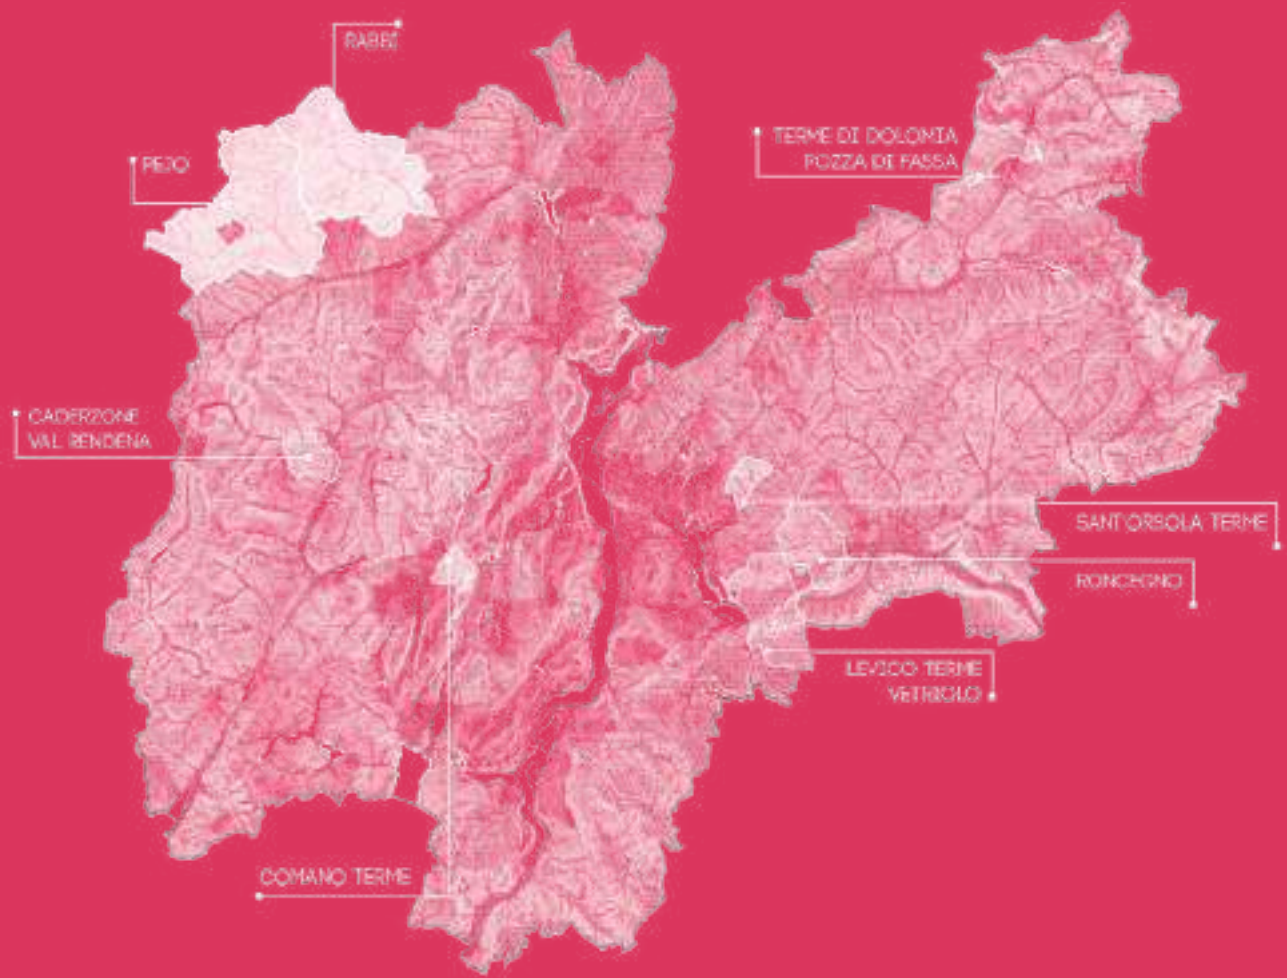 RABBI
PEJO
TERME DI DOLOMIA
POZZA DI FASSA
CADERZONE
VAL RENDENA
SANT'ORSOLA TERME
RONCEGNO
LEVICO TERME
VETRIOLO
COMANO TERME